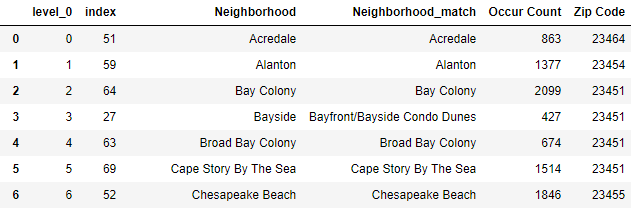 level_0 index Neighborhood Neighborhood_match Occur Count Zip Code
0 0 51 Acredale Acredale 863 23464
1 1 59 Alanton Alanton 1377 23454
2 2 64 Bay Colony Bay Colony 2099 23451
3 3 27 Bayside Bayfront/Bayside Condo Dunes 427 23451
4 4 63 Broad Bay Colony Broad Bay Colony 674 23451
5 5 69 Cape Story By The Sea Cape Story By The Sea 1514 23451
6 6 52 Chesapeake Beach Chesapeake Beach 1846 23455